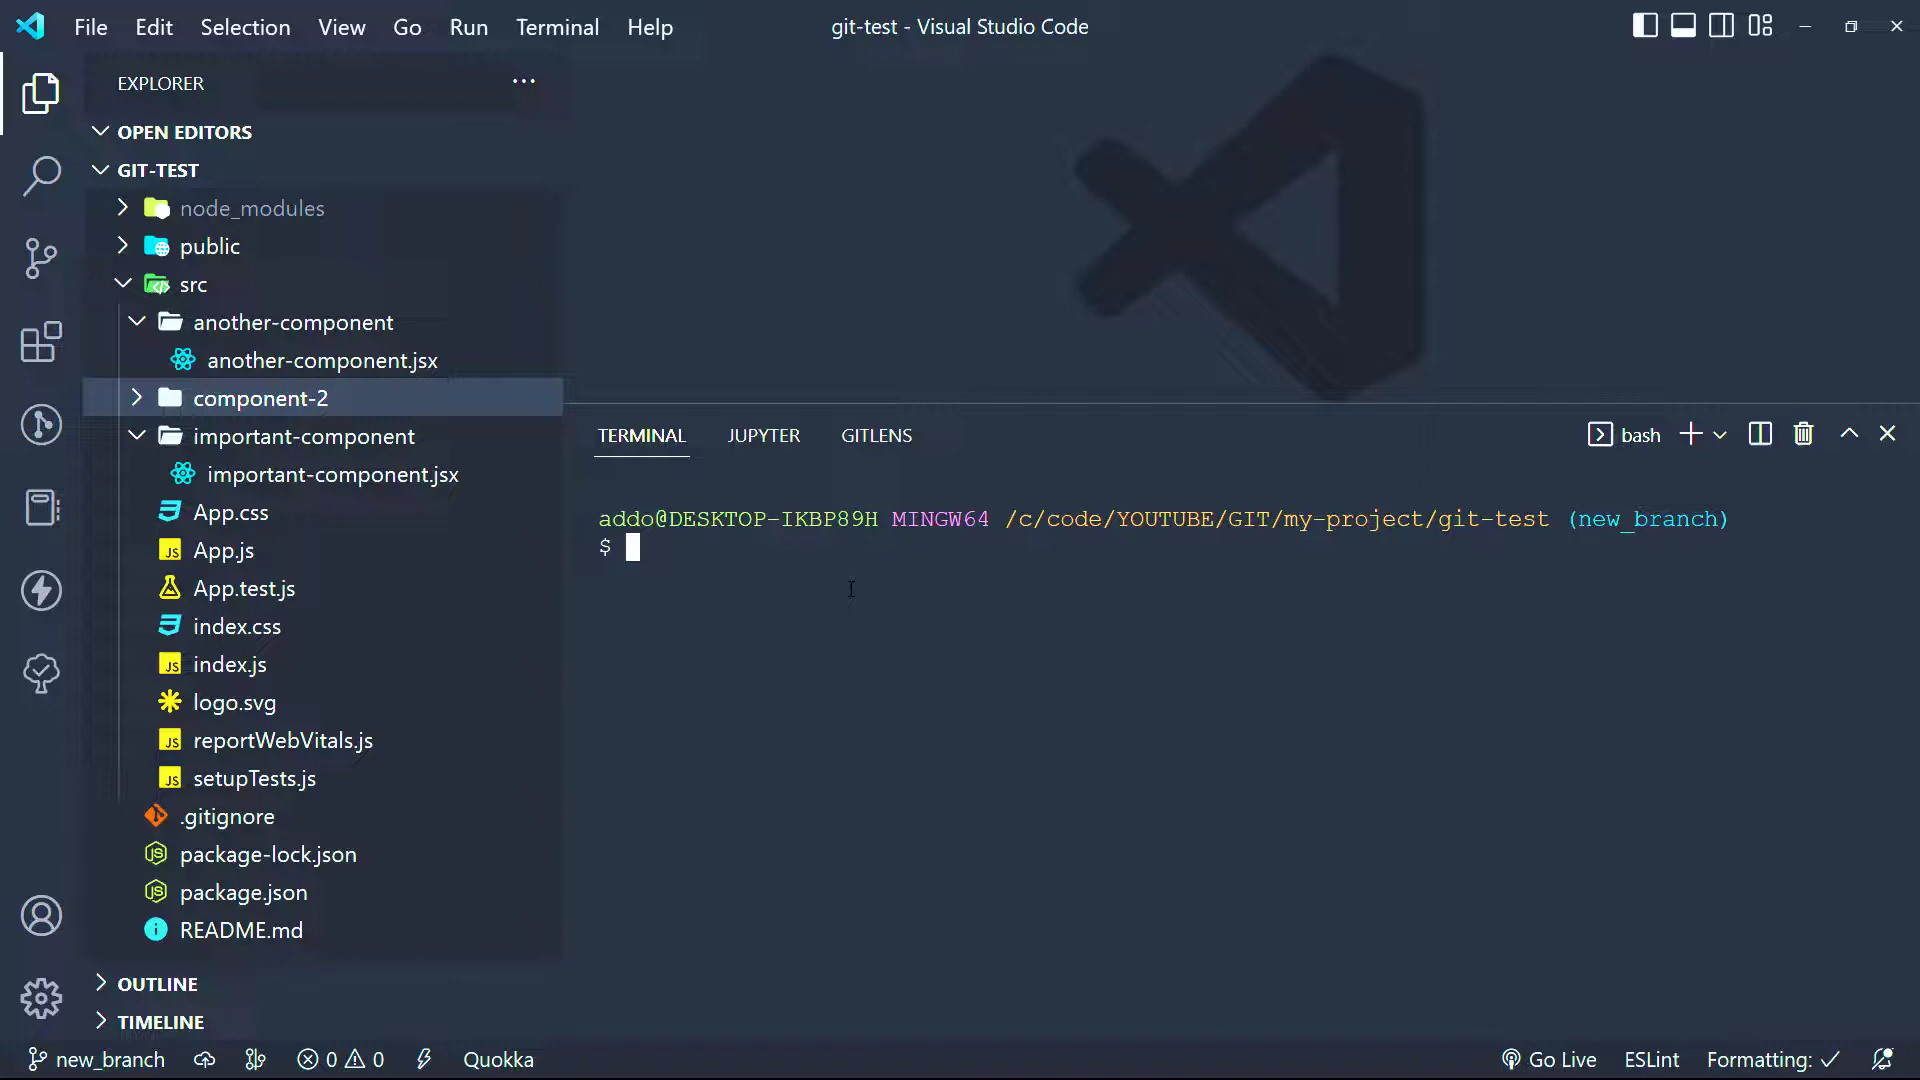 File Edit Selection View Go Run Terminal Help
git-test - Visual Studio Code
EXPLORER
OPEN EDITORS
GIT-TEST
node_modules
public
src
another-component
another-component.jsx
component-2
important-component
important-component.jsx
App.css
App.js
App.test.js
index.css
index.js
logo.svg
reportWebVitals.js
setupTests.js
.gitignore
package-lock.json
package.json
README.md
OUTLINE
TIMELINE
TERMINAL JUPYTER GITLENS
bash
addo@DESKTOP-IKBP89H MINGW64 /c/code/YOUTUBE/GIT/my-project/git-test (new_branch)
$
new_branch 0 0 Quokka
Go Live ESLint Formatting: ✓